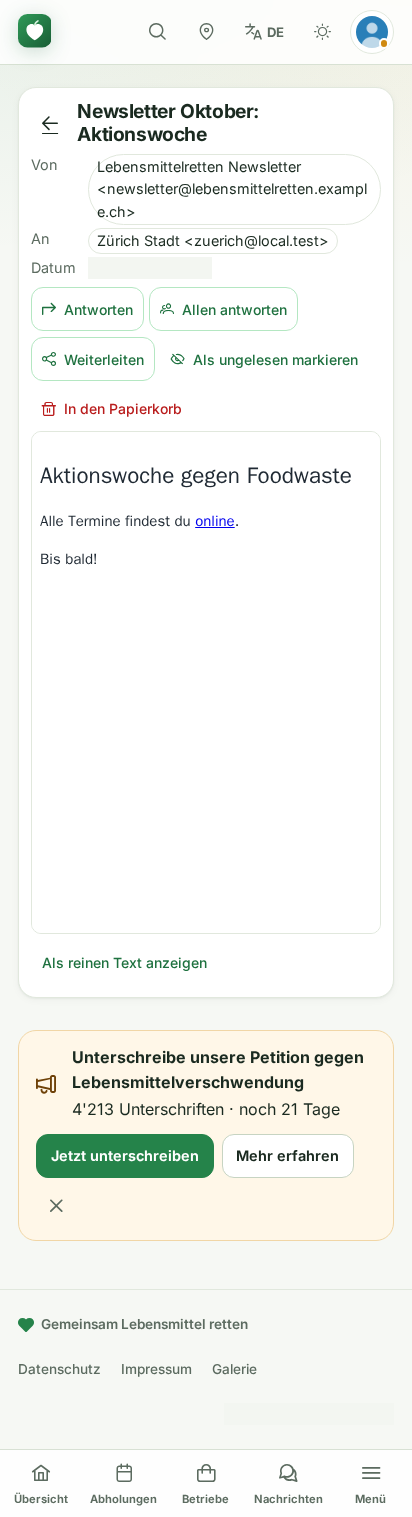 DE
Newsletter Oktober:
Aktionswoche
Von
Lebensmittelretten Newsletter
<newsletter@lebensmittelretten.exampl
e.ch>
An
Zürich Stadt <zuerich@local.test>
Datum
Antworten
Allen antworten
Weiterleiten
Als ungelesen markieren
In den Papierkorb
Aktionswoche gegen Foodwaste
Alle Termine findest du online.
Bis bald!
Als reinen Text anzeigen
Unterschreibe unsere Petition gegen
Lebensmittelverschwendung
4'213 Unterschriften · noch 21 Tage
Jetzt unterschreiben
Mehr erfahren
Gemeinsam Lebensmittel retten
Datenschutz Impressum Galerie
Übersicht Abholungen Betriebe Nachrichten Menü